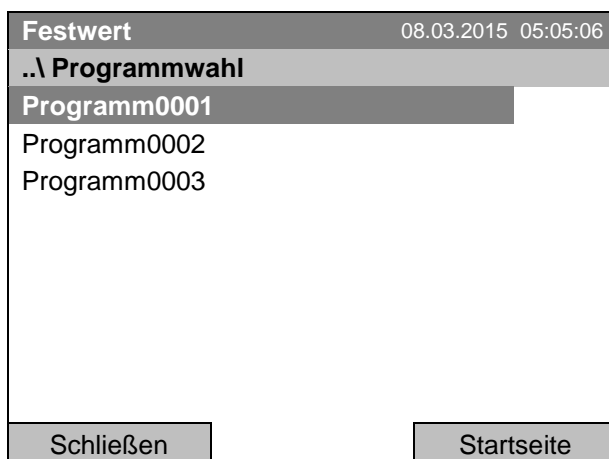 Festwert 08.03.2015 05:05:06
..\ Programmwahl
Programm0001
Programm0002
Programm0003
Schließen Startseite